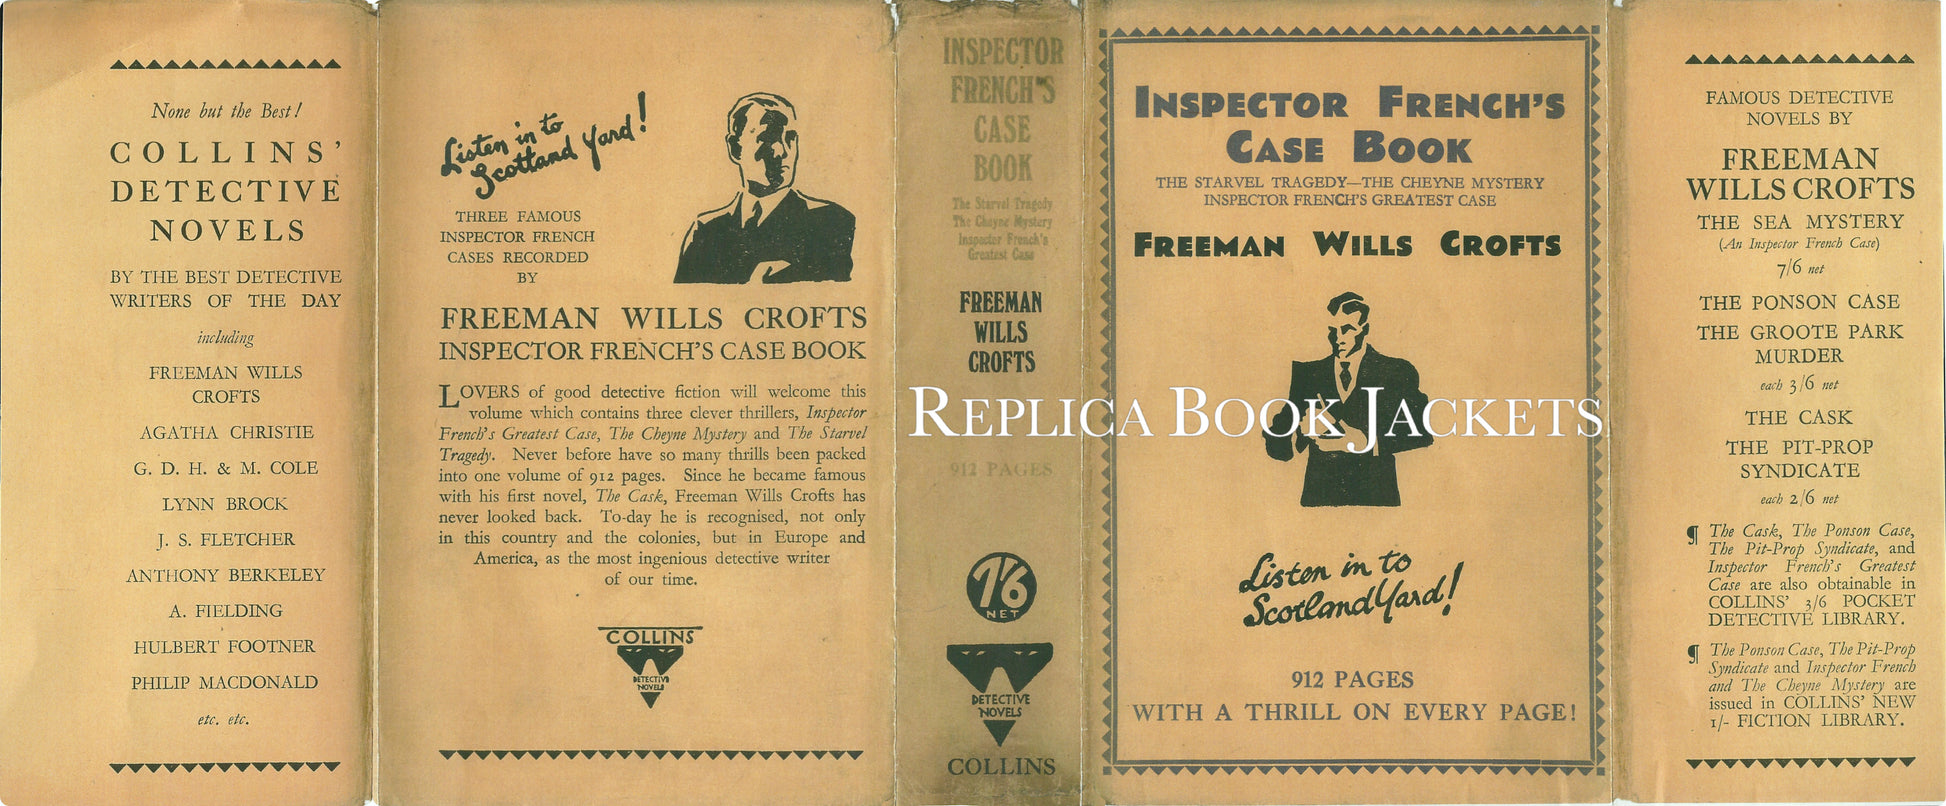 None but the Best!
COLLINS'
DETECTIVE
NOVELS
BY THE BEST DETECTIVE
WRITERS OF THE DAY
including
FREEMAN WILLS
CROFTS
AGATHA CHRISTIE
G. D. H. & M. COLE
LYNN BROCK
J. S. FLETCHER
ANTHONY BERKELEY
A. FIELDING
HULBERT FOOTNER
PHILIP MACDONALD
etc. etc.
Listen in to
Scotland Yard!
THREE FAMOUS
INSPECTOR FRENCH
CASES RECORDED
BY
FREEMAN WILLS CROFTS
INSPECTOR FRENCH'S CASE BOOK
LOVERS of good detective fiction will welcome this
volume which contains three clever thrillers, Inspector
French's Greatest Case, The Cheyne Mystery and The Starvel
Tragedy. Never before have so many thrills been packed
into one volume of 912 pages. Since he became famous
with his first novel, The Cask, Freeman Wills Crofts has
never looked back. To-day he is recognised, not only
in this country and the colonies, but in Europe and
America, as the most ingenious detective writer
of our time.
COLLINS
DETECTIVE
NOVELS
INSPECTOR
FRENCH'S
CASE
BOOK
The Starvel Tragedy
The Cheyne Mystery
Inspector French's
Greatest Case
FREEMAN
WILLS
CROFTS
912 PAGES
7/6
NET
DETECTIVE
NOVELS
COLLINS
INSPECTOR FRENCH'S
CASE BOOK
THE STARVEL TRAGEDY—THE CHEYNE MYSTERY
INSPECTOR FRENCH'S GREATEST CASE
FREEMAN WILLS CROFTS
REPLICA BOOK JACKETS
Listen in to
Scotland Yard!
912 PAGES
WITH A THRILL ON EVERY PAGE!
FAMOUS DETECTIVE
NOVELS BY
FREEMAN
WILLS CROFTS
THE SEA MYSTERY
(An Inspector French Case)
7/6 net
THE PONSON CASE
THE GROOTE PARK
MURDER
each 3/6 net
THE CASK
THE PIT-PROP
SYNDICATE
each 2/6 net
¶ The Cask, The Ponson Case,
The Pit-Prop Syndicate, and
Inspector French's Greatest
Case are also obtainable in
COLLINS' 3/6 POCKET
DETECTIVE LIBRARY.
¶ The Ponson Case, The Pit-Prop
Syndicate and Inspector French
and The Cheyne Mystery are
issued in COLLINS' NEW
1/- FICTION LIBRARY.